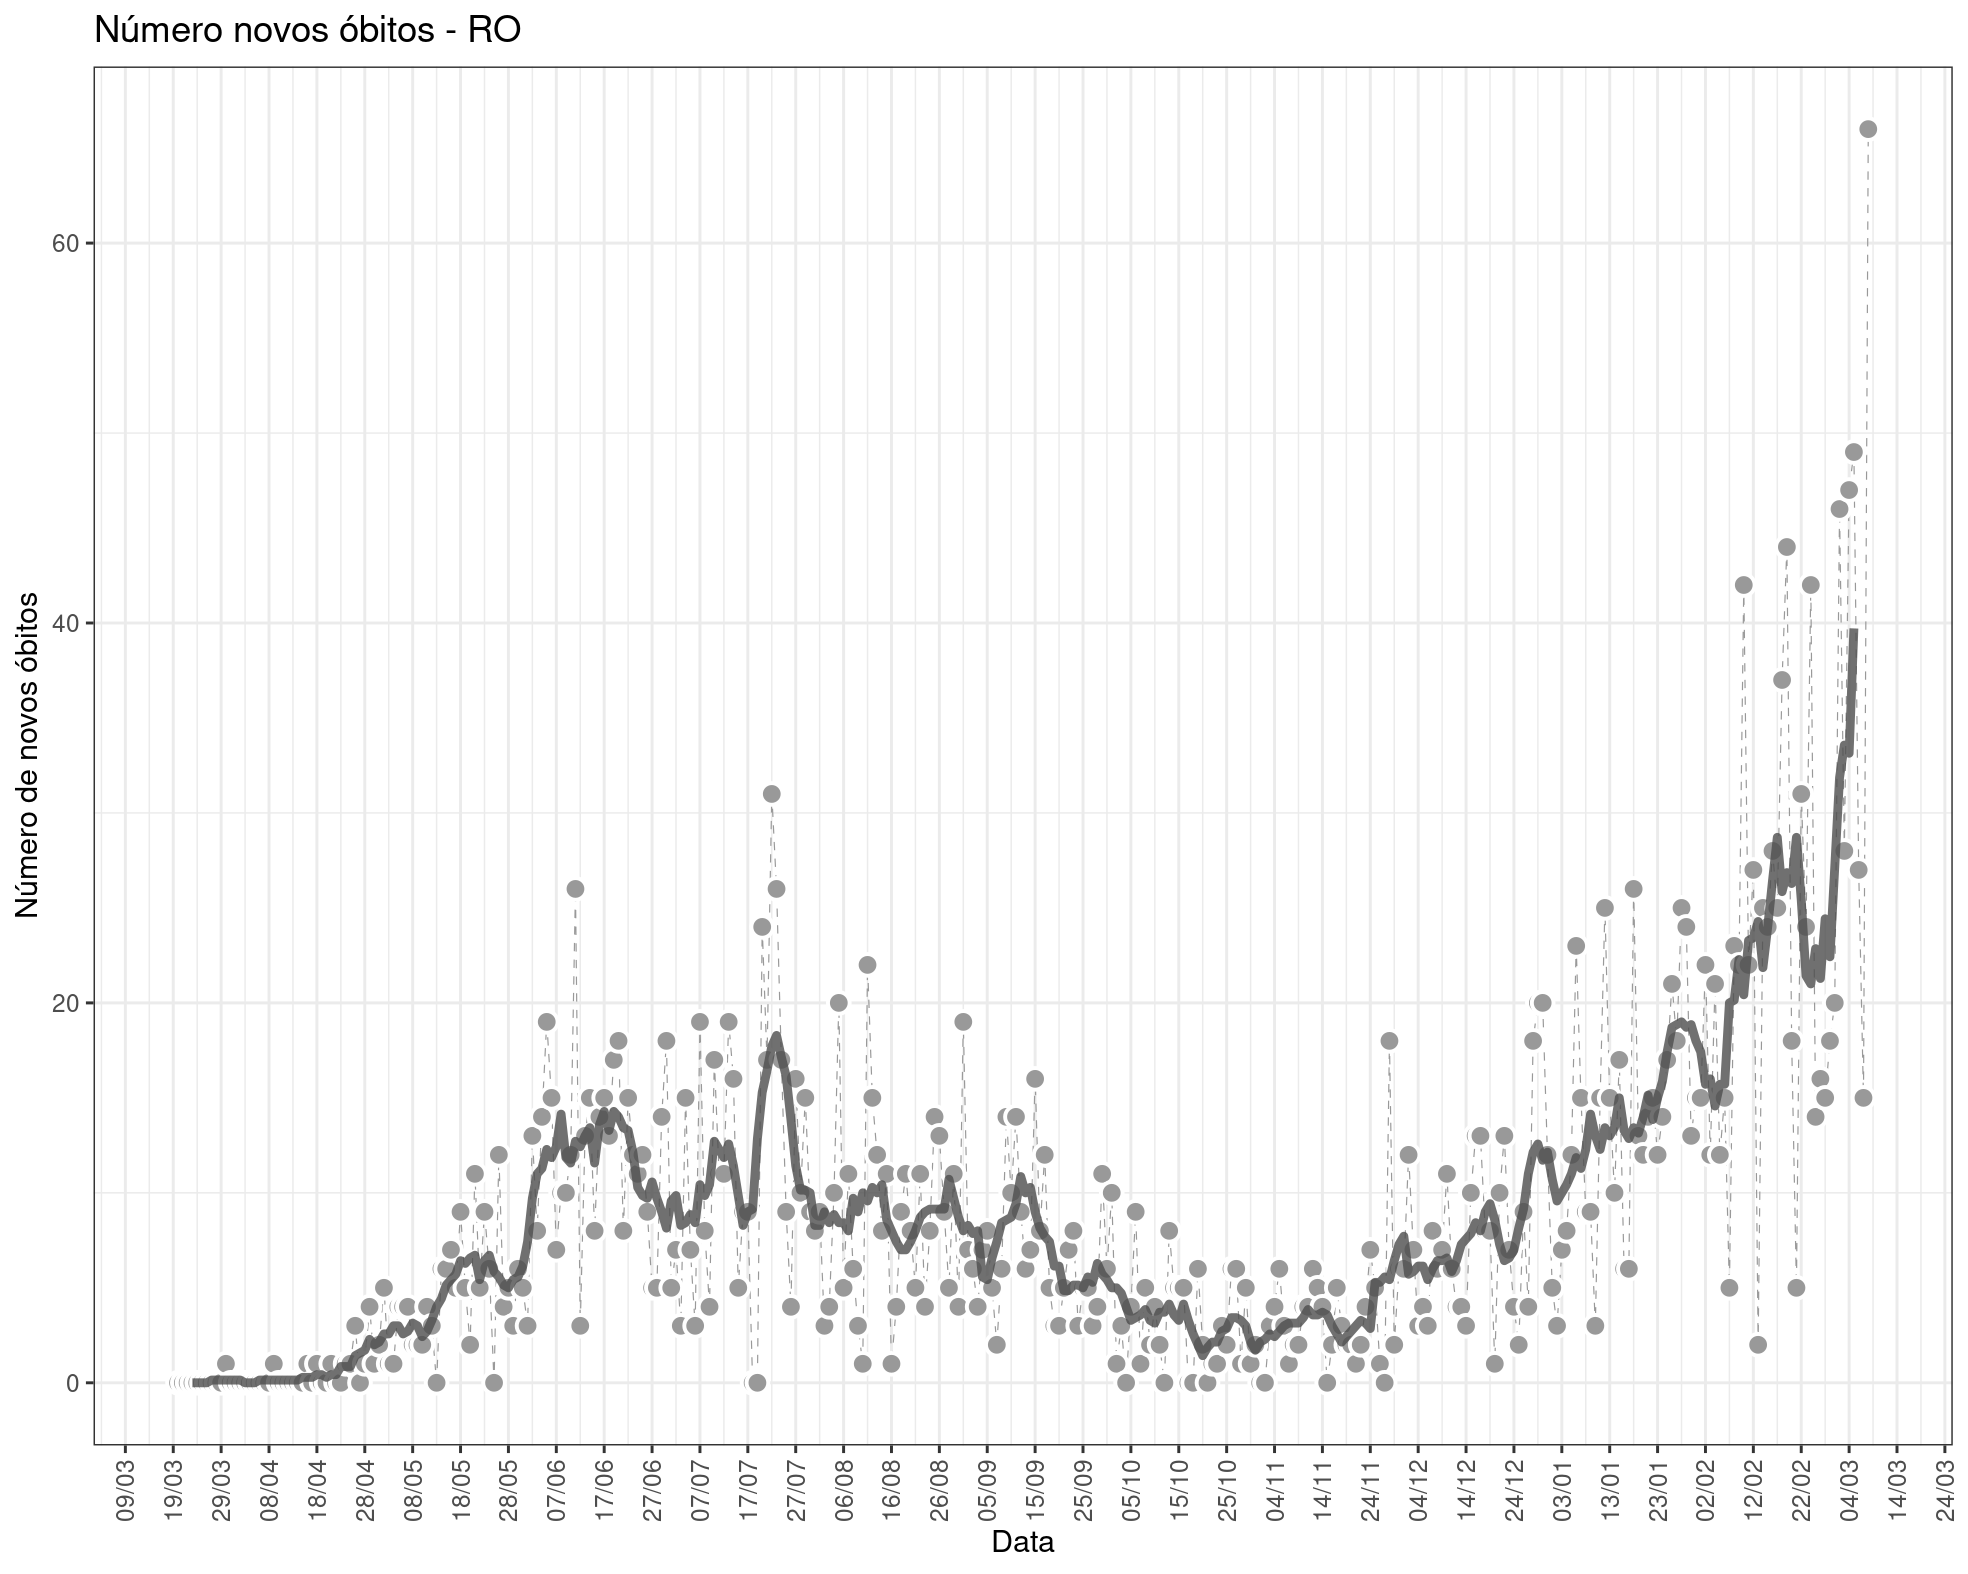 Número novos óbitos - RO
Número de novos óbitos
60
40
20
0
09/03 19/03 29/03 08/04 18/04 28/04 08/05 18/05 28/05 07/06 17/06 27/06 07/07 17/07 27/07 06/08 16/08 26/08 05/09 15/09 25/09 05/10 15/10 25/10 04/11 14/11 24/11 04/12 14/12 24/12 03/01 13/01 23/01 02/02 12/02 22/02 04/03 14/03 24/03
Data